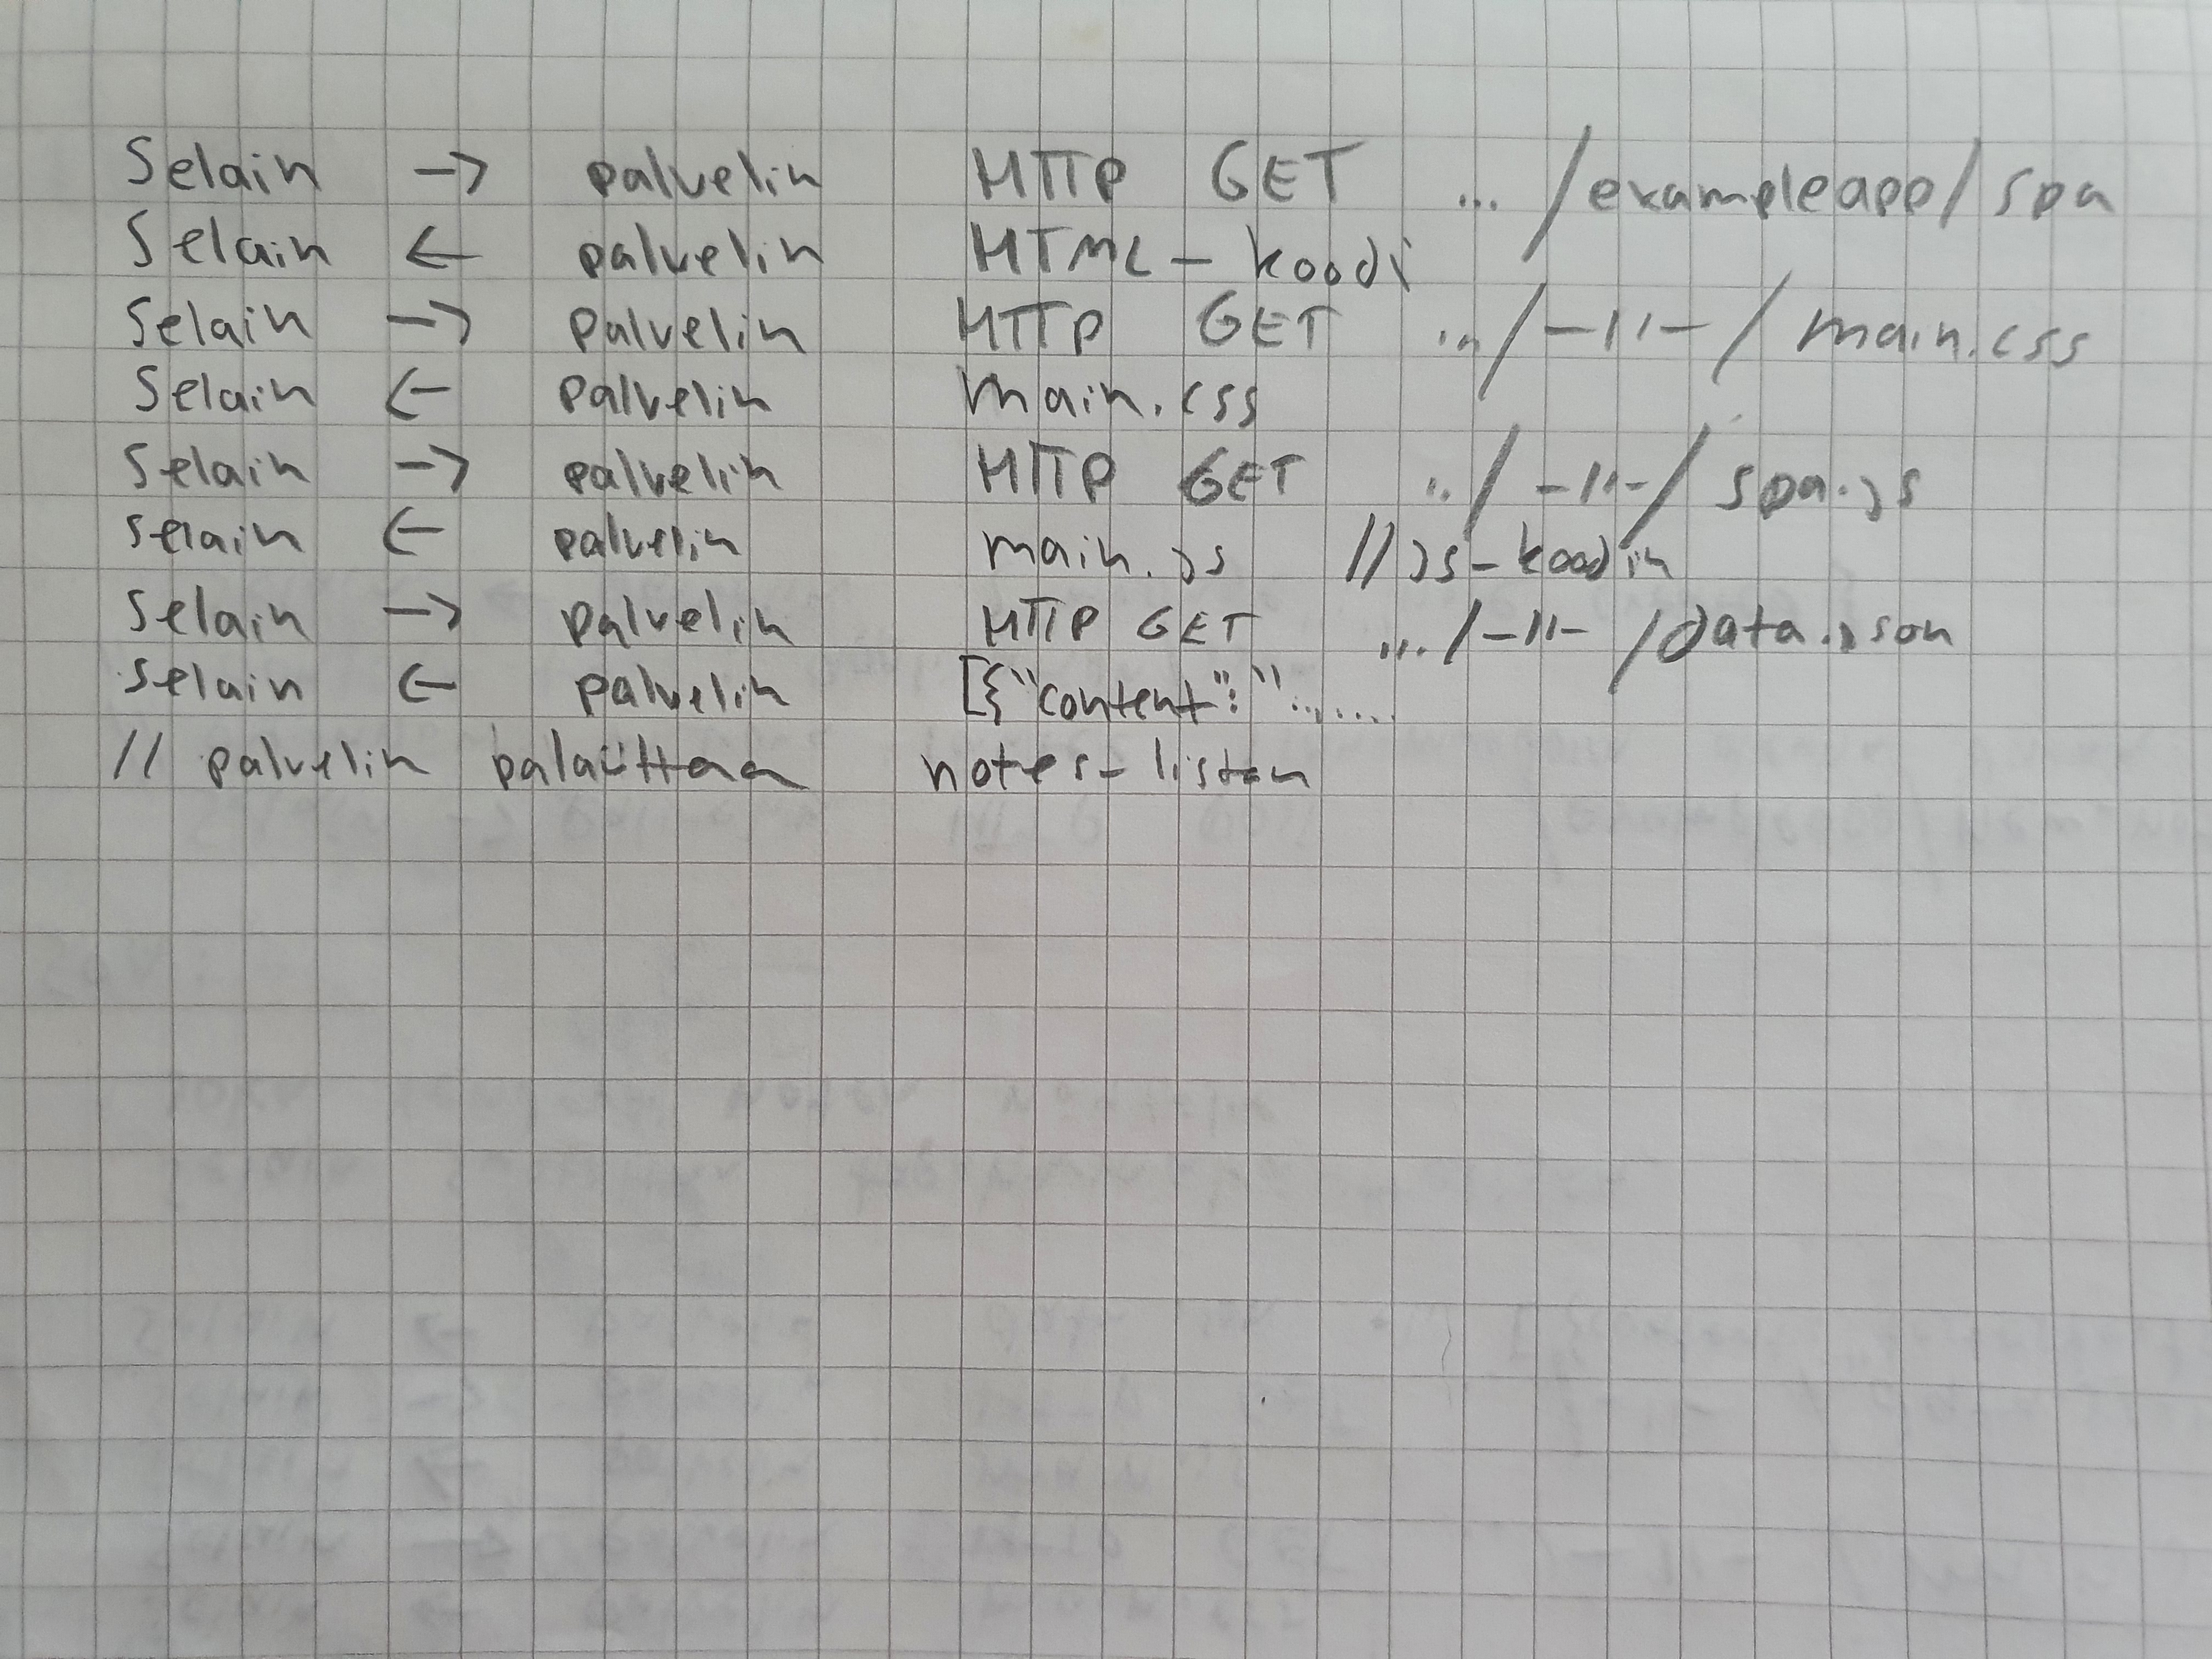 Selain -> palvelin HTTP GET ... /exampleapp/spa
Selain <- palvelin HTML-koodi
Selain -> Palvelin HTTP GET .../-11-/main.css
Selain <- palvelin main.css
Selain -> palvelin HTTP GET ../-11-/spa.js
selain <- palvelin main.js //js-koodin
Selain -> palvelin HTTP GET .../-11-/data.json
selain <- palvelin [{"content":".......
// palvelin palauttaa notes-listan